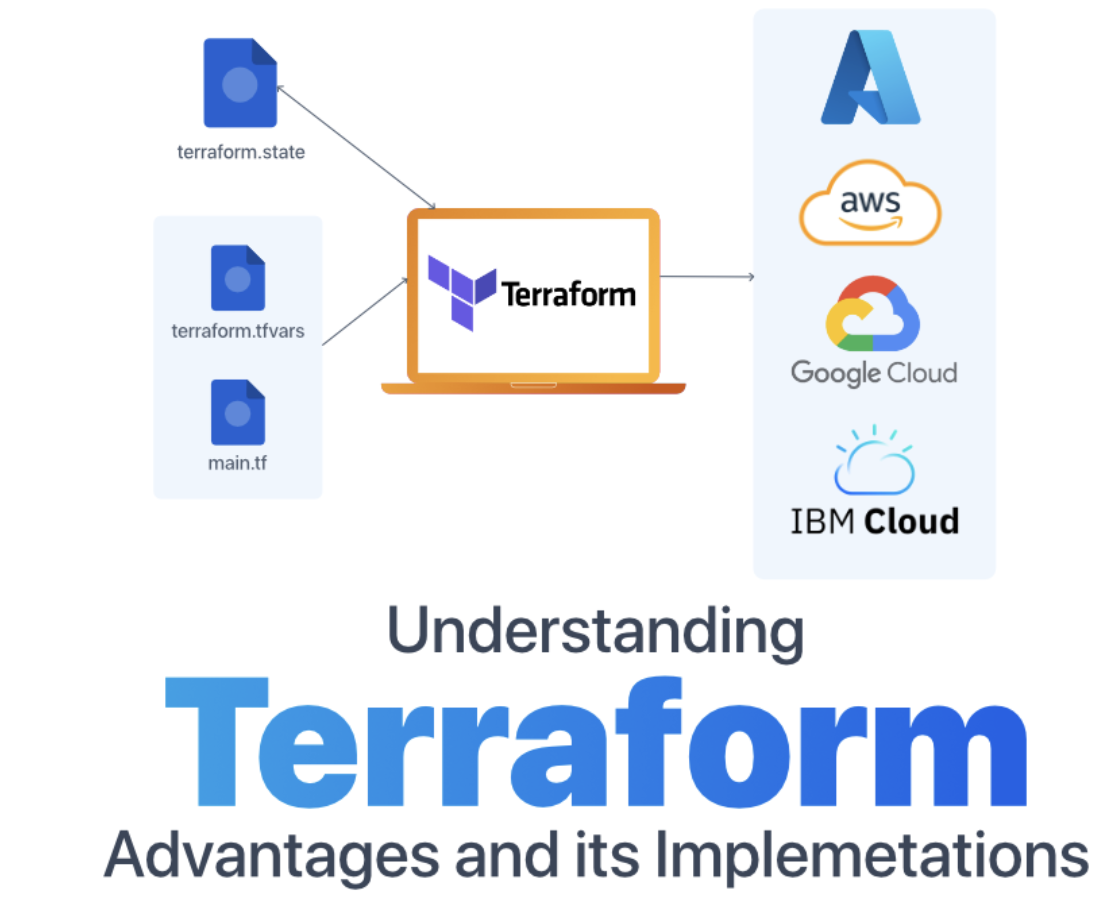 terraform.state
terraform.tfvars
main.tf
Terraform
aws
Google Cloud
IBM Cloud
Understanding
Terraform
Advantages and its Implemetations